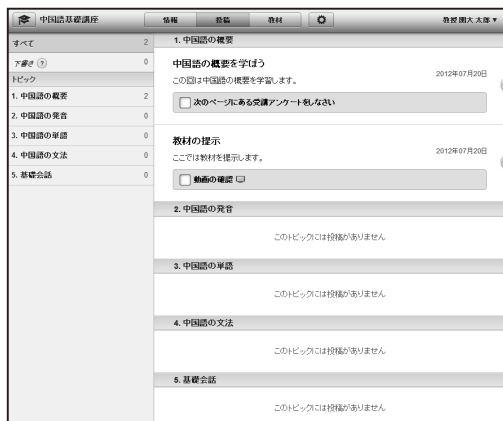 中国語基礎講座
情報 投稿 教材
教授 関大 太郎 ▼
すべて 2
下書き ? 0
トピック
1. 中国語の概要 2
2. 中国語の発音 0
3. 中国語の単語 0
4. 中国語の文法 0
5. 基礎会話 0
1. 中国語の概要
中国語の概要を学ぼう
2012年07月20日
この回は中国語の概要を学習します。
次のページにある受講アンケートをしなさい
教材の提示
2012年07月20日
ここでは教材を提示します。
動画の確認
2. 中国語の発音
このトピックには投稿がありません
3. 中国語の単語
このトピックには投稿がありません
4. 中国語の文法
このトピックには投稿がありません
5. 基礎会話
このトピックには投稿がありません